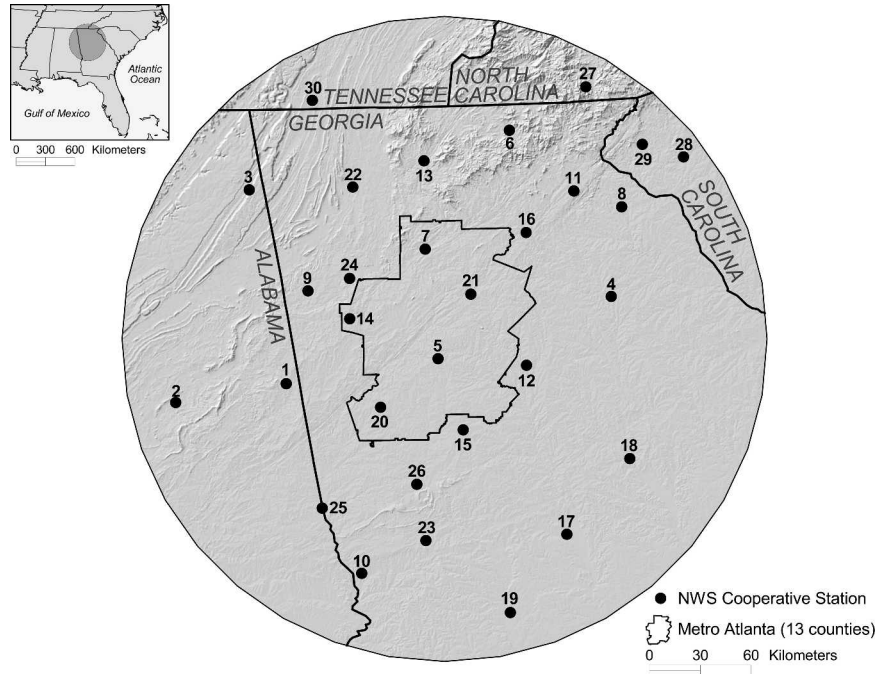 Atlantic
Ocean
Gulf of Mexico
0 300 600 Kilometers
NORTH
CAROLINA
TENNESSEE
GEORGIA
ALABAMA
SOUTH
CAROLINA
30
27
6
13
28
29
3
22
11
8
16
7
24
9
21
4
14
5
12
1
2
20
15
18
26
25
17
23
10
19
NWS Cooperative Station
Metro Atlanta (13 counties)
Kilometers
0 30 60